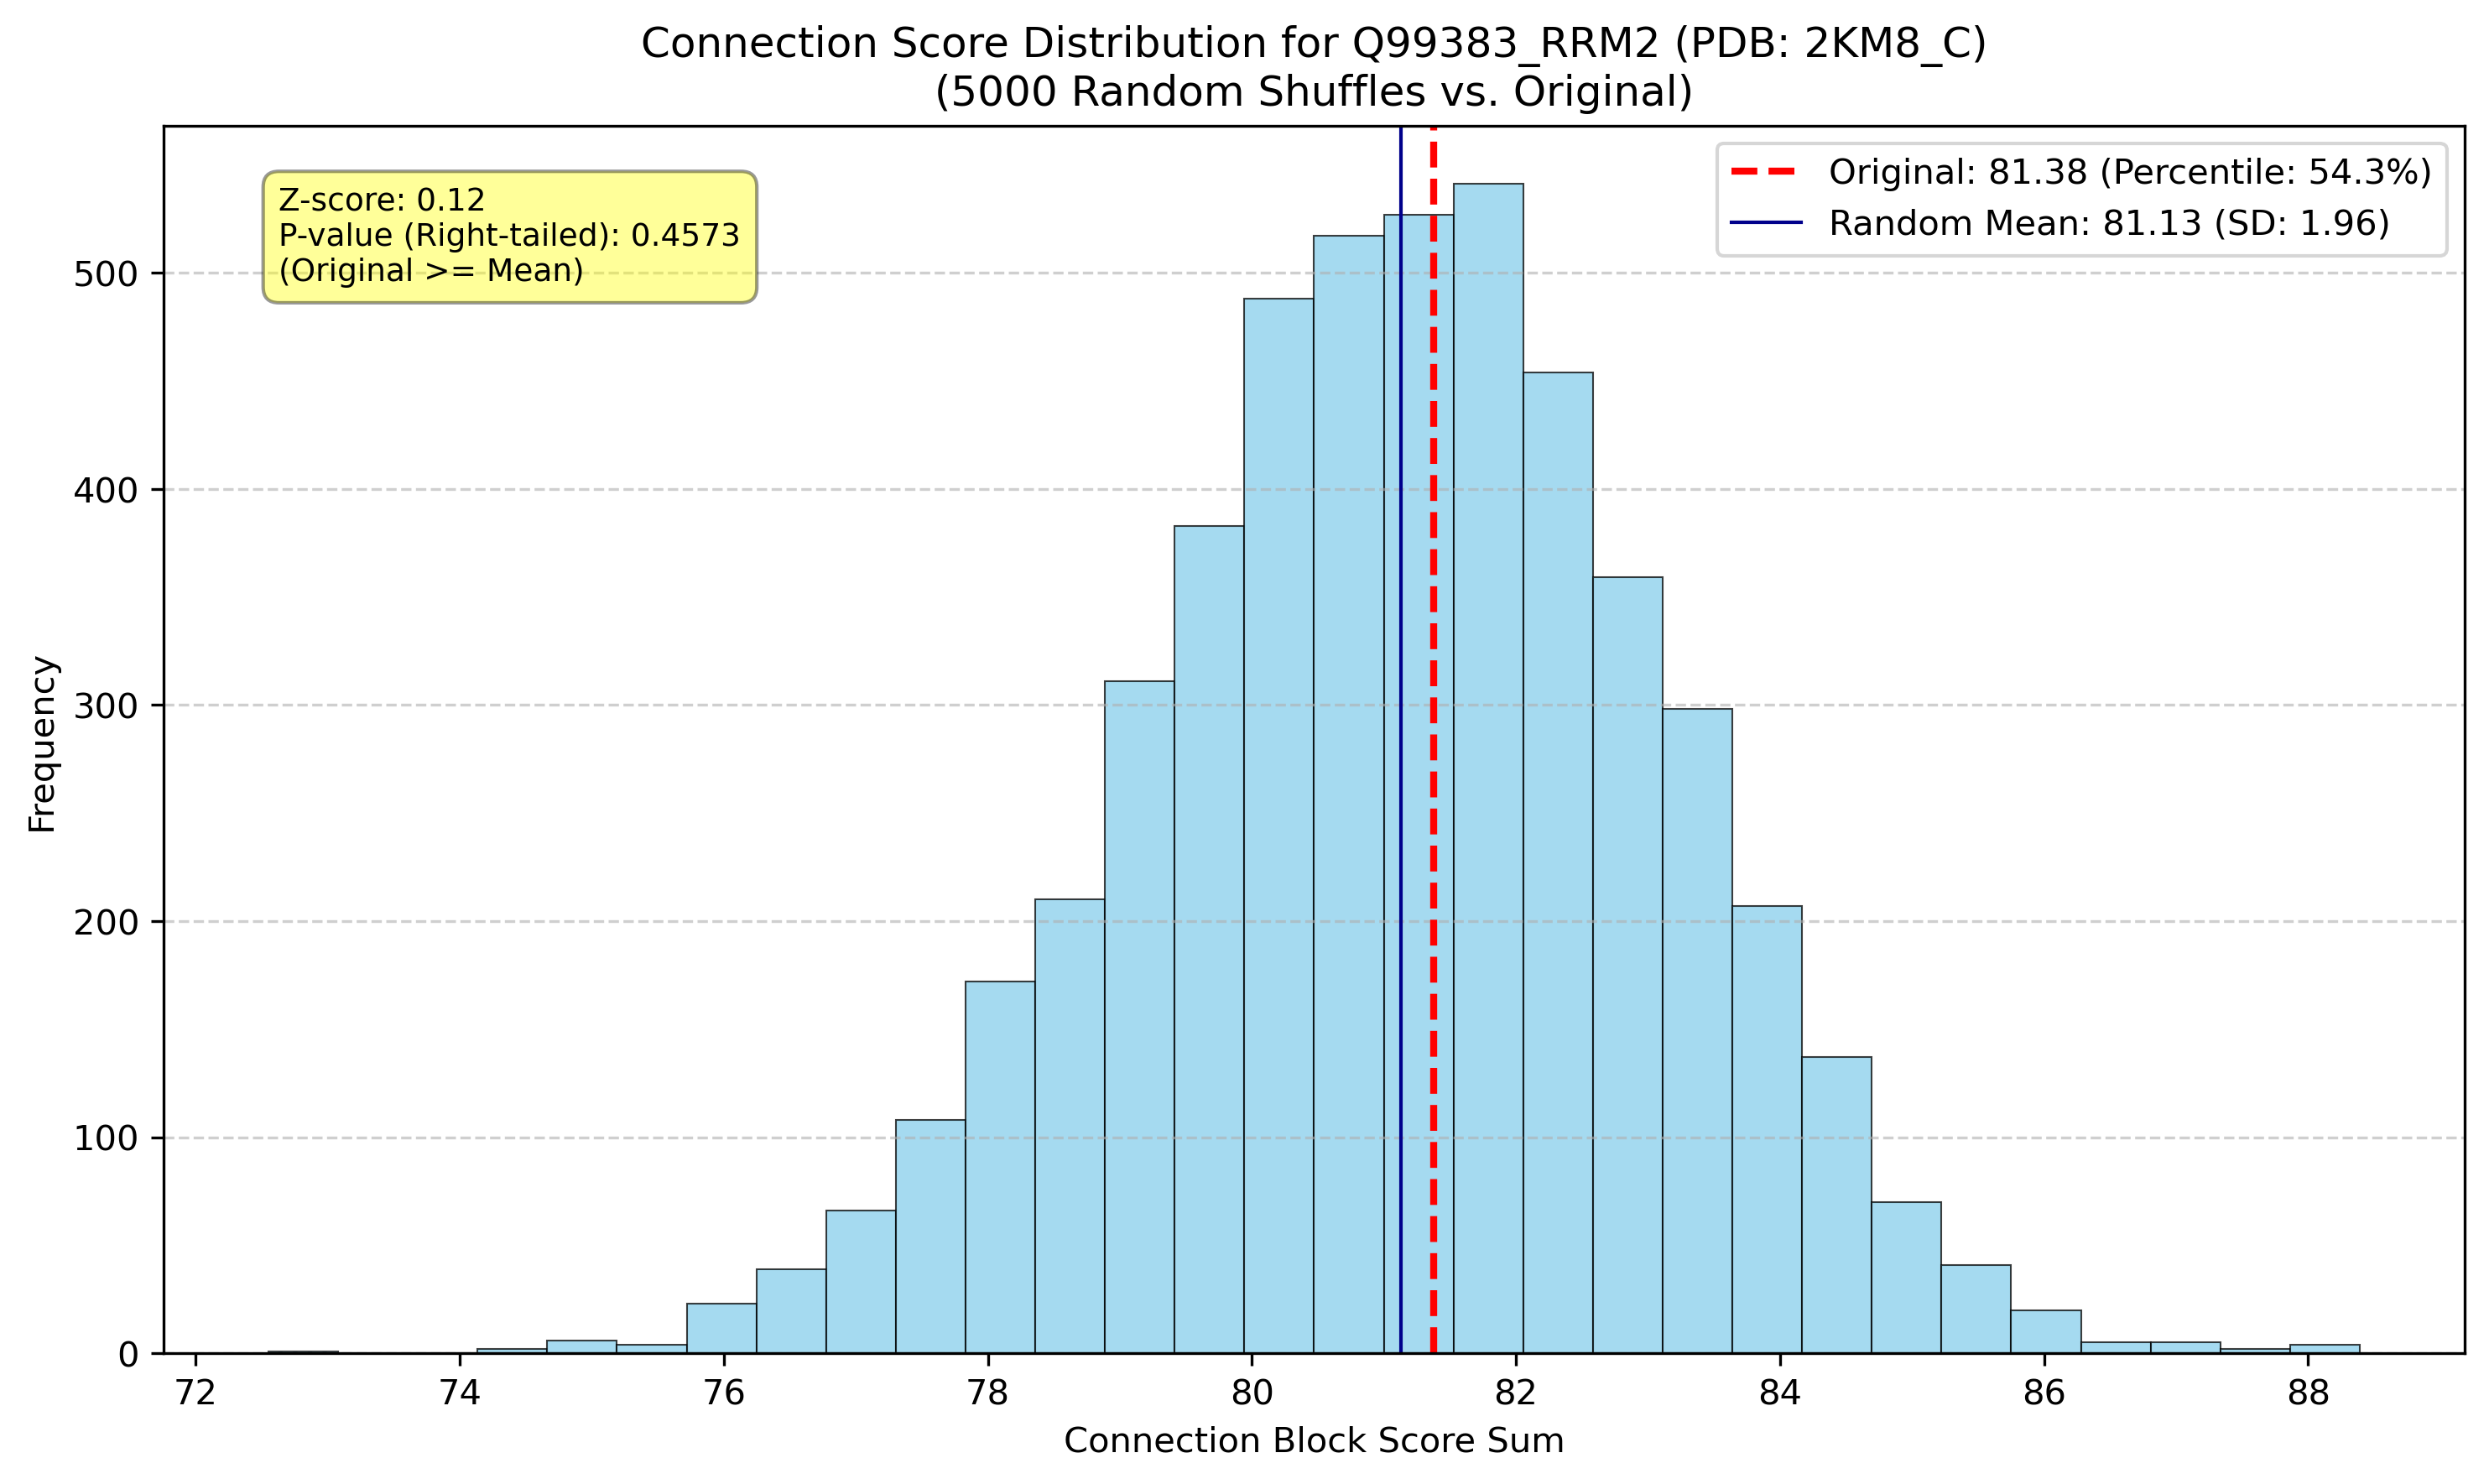 Connection Score Distribution for Q99383_RRM2 (PDB: 2KM8_C)
(5000 Random Shuffles vs. Original)
Z-score: 0.12
P-value (Right-tailed): 0.4573
(Original >= Mean)
Original: 81.38 (Percentile: 54.3%)
Random Mean: 81.13 (SD: 1.96)
Frequency
500
400
300
200
100
0
72 74 76 78 80 82 84 86 88
Connection Block Score Sum